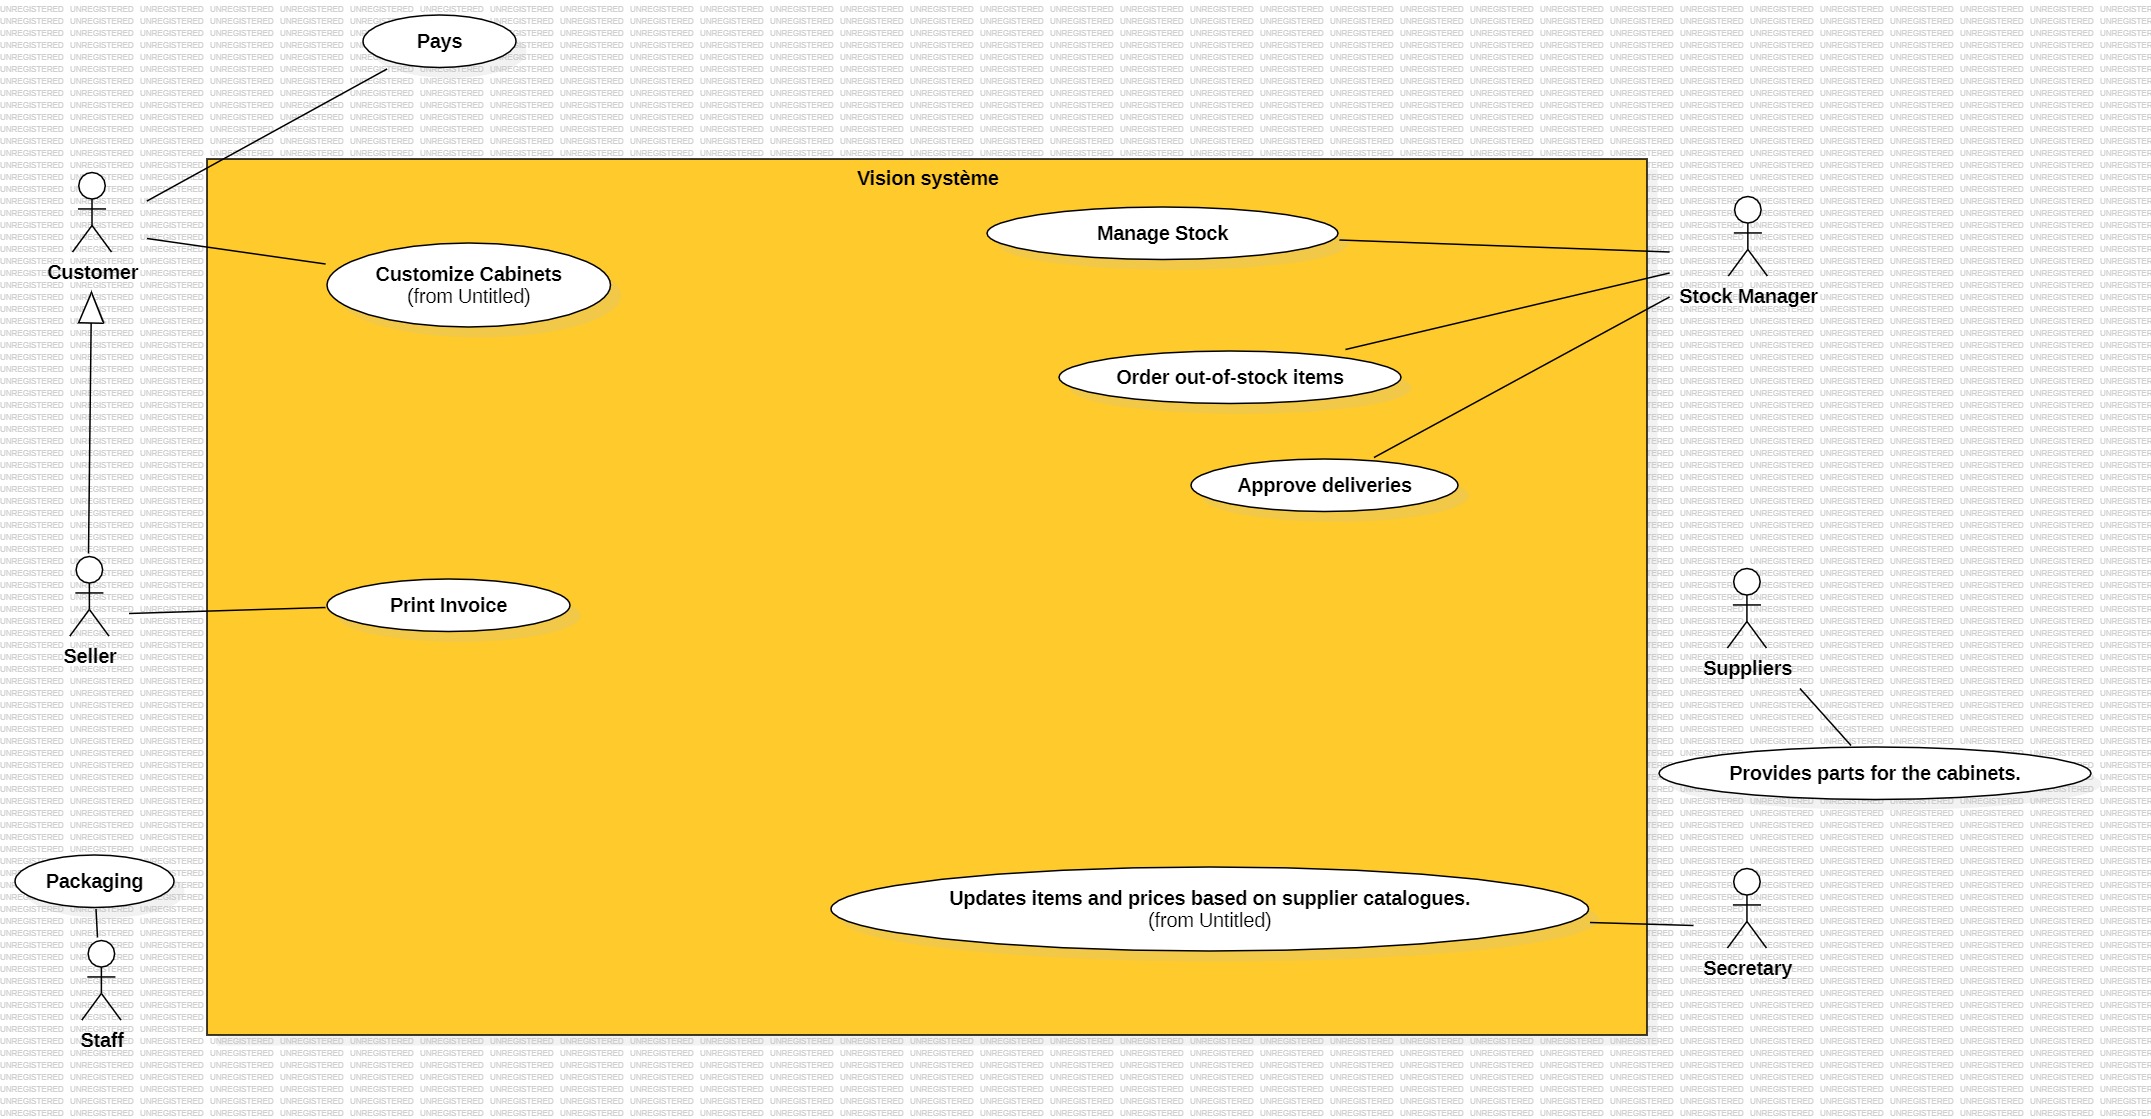 Pays
Vision système
Manage Stock
Customize Cabinets
(from Untitled)
Customer
Stock Manager
Order out-of-stock items
Approve deliveries
Print Invoice
Seller
Suppliers
Provides parts for the cabinets.
Packaging
Updates items and prices based on supplier catalogues.
(from Untitled)
Secretary
Staff
UNREGISTERED